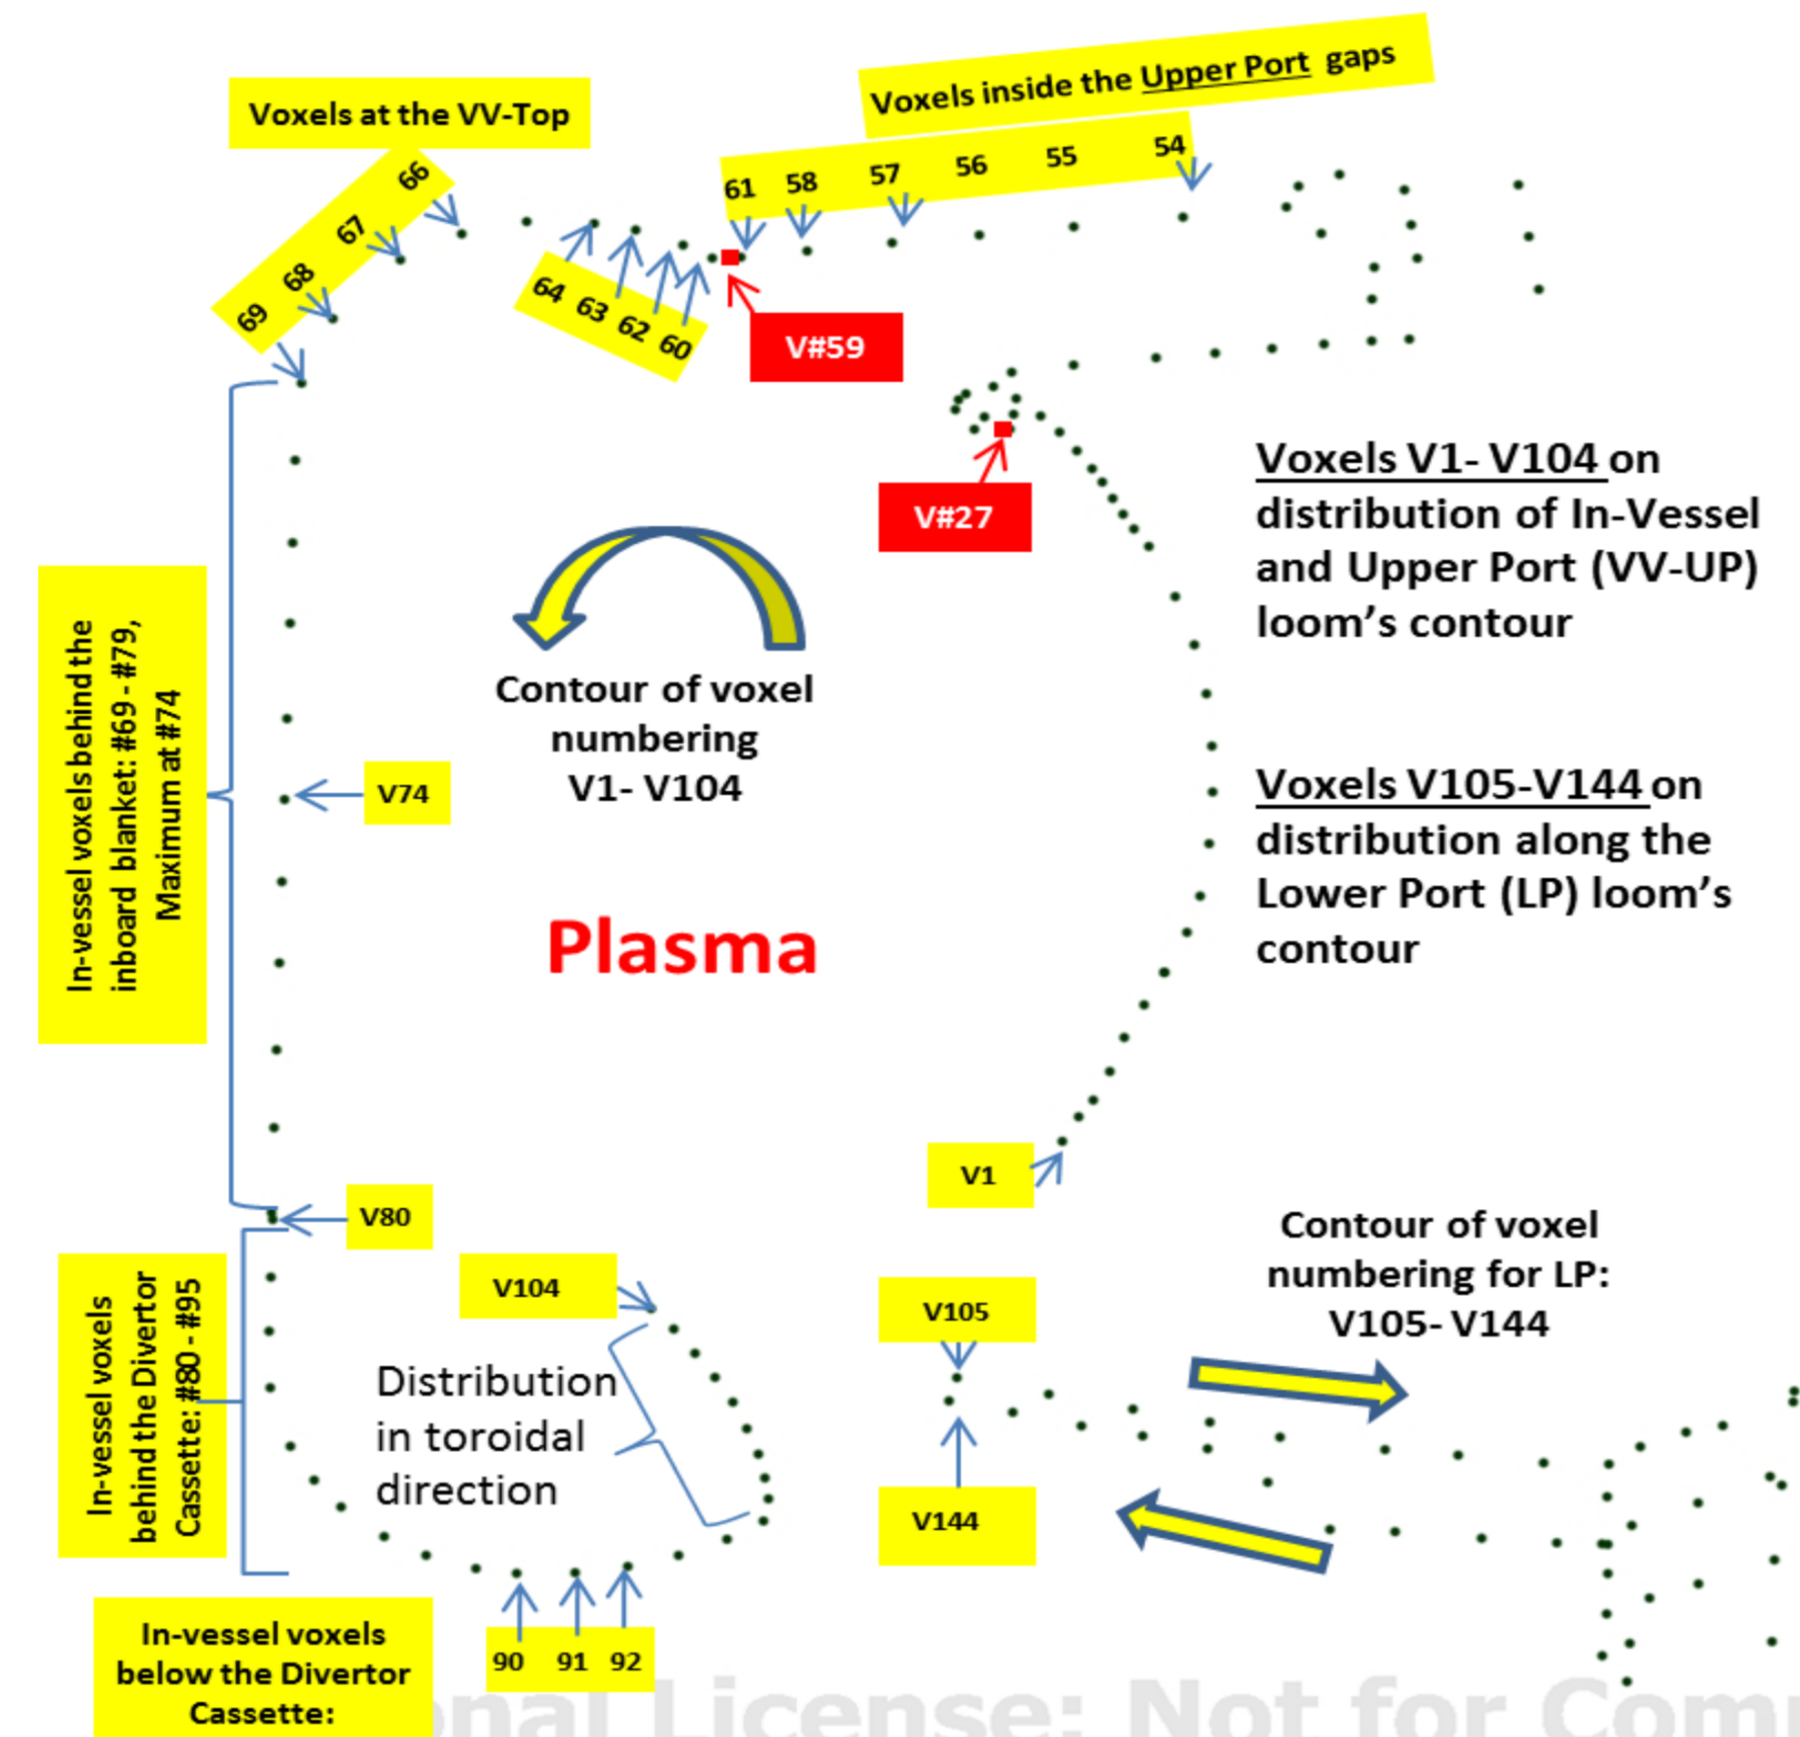 Voxels inside the Upper Port gaps
Voxels at the VV-Top
61 58 57 56 55 54
66
67
68
69
64 63 62 60
V#59
V#27
Voxels V1- V104 on
distribution of In-Vessel
and Upper Port (VV-UP)
loom’s contour
In-vessel voxels behind the
inboard blanket: #69 - #79,
Maximum at #74
Contour of voxel
numbering
V1- V104
V74
Voxels V105-V144 on
distribution along the
Lower Port (LP) loom’s
contour
Plasma
V1
V80
Contour of voxel
numbering for LP:
V105- V144
In-vessel voxels
behind the Divertor
Cassette: #80 - #95
V104
V105
Distribution
in toroidal
direction
V144
90 91 92
In-vessel voxels
below the Divertor
Cassette:
License: Not for